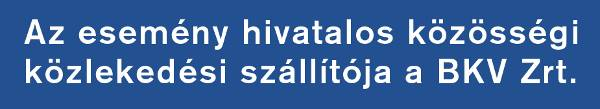 Az esemény hivatalos közösségi
közlekedési szállítója a BKV Zrt.